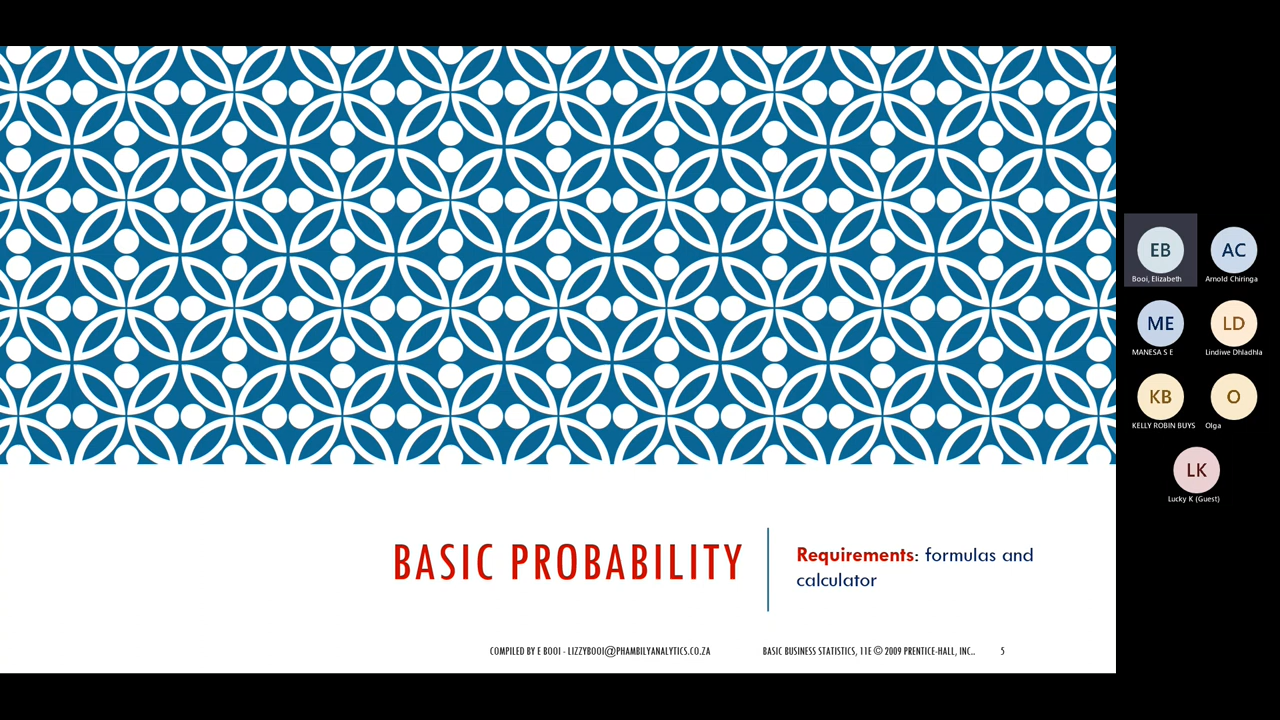 BASIC PROBABILITY
Requirements: formulas and
calculator
COMPILED BY E BOOI - LIZZYBOOI@PHAMBILYANALYTICS.CO.ZA
BASIC BUSINESS STATISTICS, 11E © 2009 PRENTICE-HALL, INC..
5
EB
Booi, Elizabeth
AC
Arnold Chiringa
ME
MANESA S E
LD
Lindiwe Dhladhla
KB
KELLY ROBIN BUYS
O
Olga
LK
Lucky K (Guest)